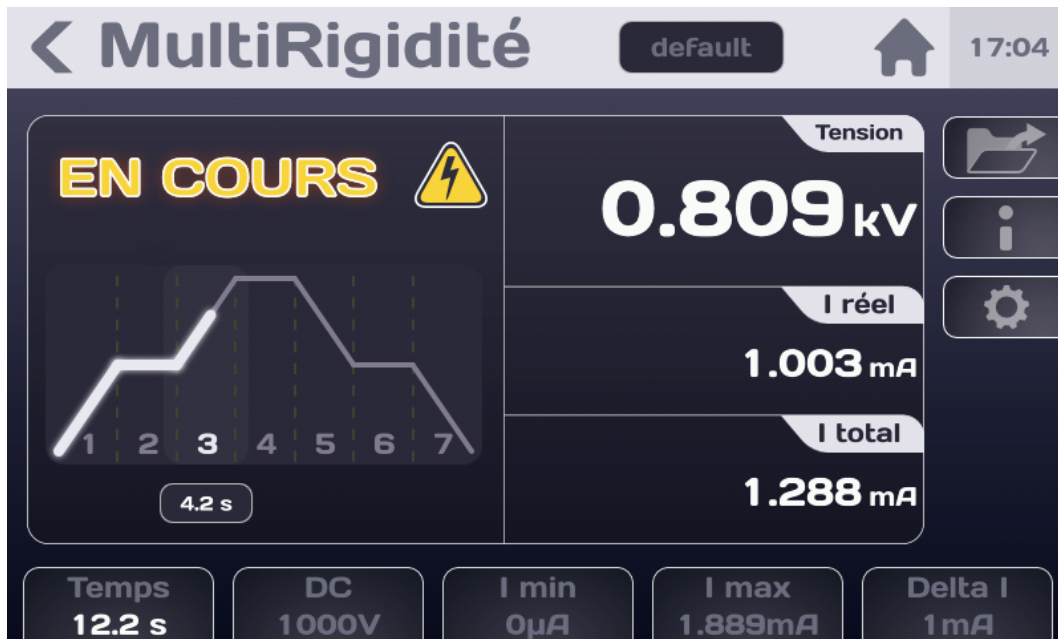 MultiRigidité default 17:04
EN COURS
Tension
0.809 kV
I réel
1.003 mA
I total
1.288 mA
1 2 3 4 5 6 7
4.2 s
Temps DC I min I max Delta I
12.2 s 1000V 0µA 1.889mA 1mA